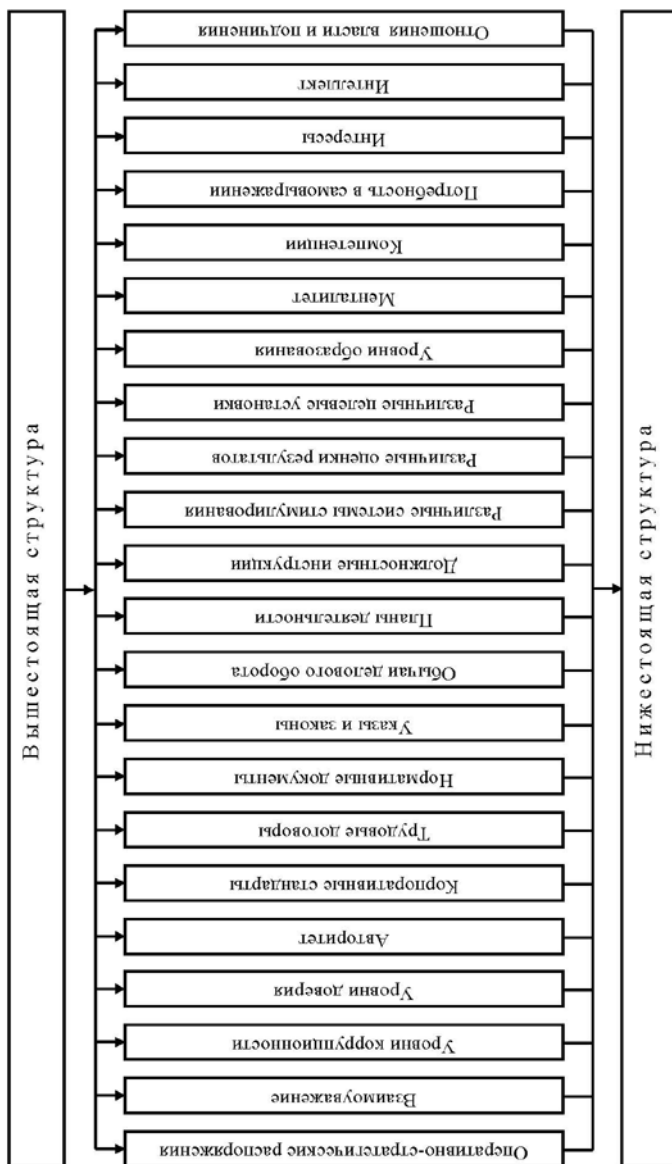 Вышестоящая структура
Отношения власти и подчинения
Интеллект
Интересы
Потребность в самовыражении
Компетенции
Менталитет
Уровни образования
Различные целевые установки
Различные оценки результатов
Различные системы стимулирования
Должностные инструкции
Планы деятельности
Обычаи делового оборота
Указы и законы
Нормативные документы
Трудовые договоры
Корпоративные стандарты
Авторитет
Уровни доверия
Уровни коррупционности
Взаимоуважение
Оперативно-стратегические распоряжения
Нижестоящая структура